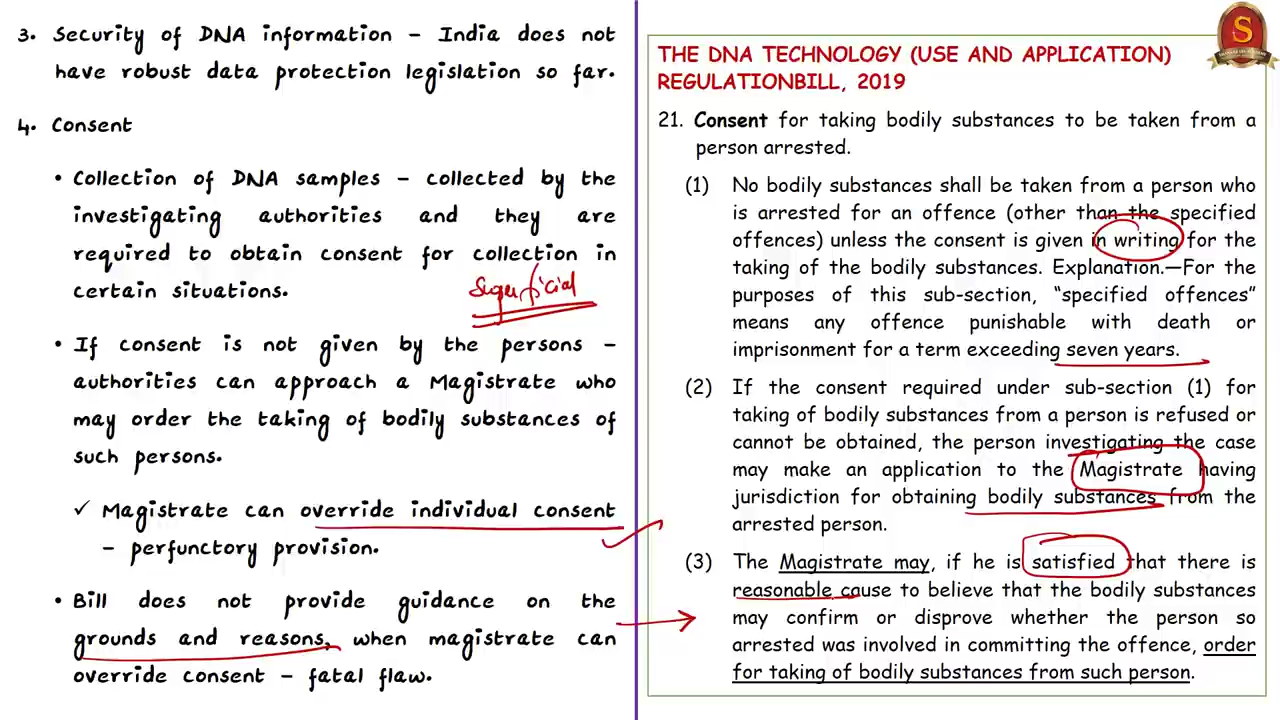 3. Security of DNA information – India does not
have robust data protection legislation so far.
4. Consent
• Collection of DNA samples – collected by the
investigating authorities and they are
required to obtain consent for collection in
certain situations.
Superficial
• If consent is not given by the persons –
authorities can approach a Magistrate who
may order the taking of bodily substances of
such persons.
✓ Magistrate can override individual consent
– perfunctory provision.
• Bill does not provide guidance on the
grounds and reasons, when magistrate can
override consent – fatal flaw.
S
THE DNA TECHNOLOGY (USE AND APPLICATION)
REGULATIONBILL, 2019
21. Consent for taking bodily substances to be taken from a
person arrested.
(1) No bodily substances shall be taken from a person who
is arrested for an offence (other than the specified
offences) unless the consent is given in writing for the
taking of the bodily substances. Explanation.—For the
purposes of this sub-section, “specified offences”
means any offence punishable with death or
imprisonment for a term exceeding seven years.
(2) If the consent required under sub-section (1) for
taking of bodily substances from a person is refused or
cannot be obtained, the person investigating the case
may make an application to the Magistrate having
jurisdiction for obtaining bodily substances from the
arrested person.
(3) The Magistrate may, if he is satisfied that there is
reasonable cause to believe that the bodily substances
may confirm or disprove whether the person so
arrested was involved in committing the offence, order
for taking of bodily substances from such person.